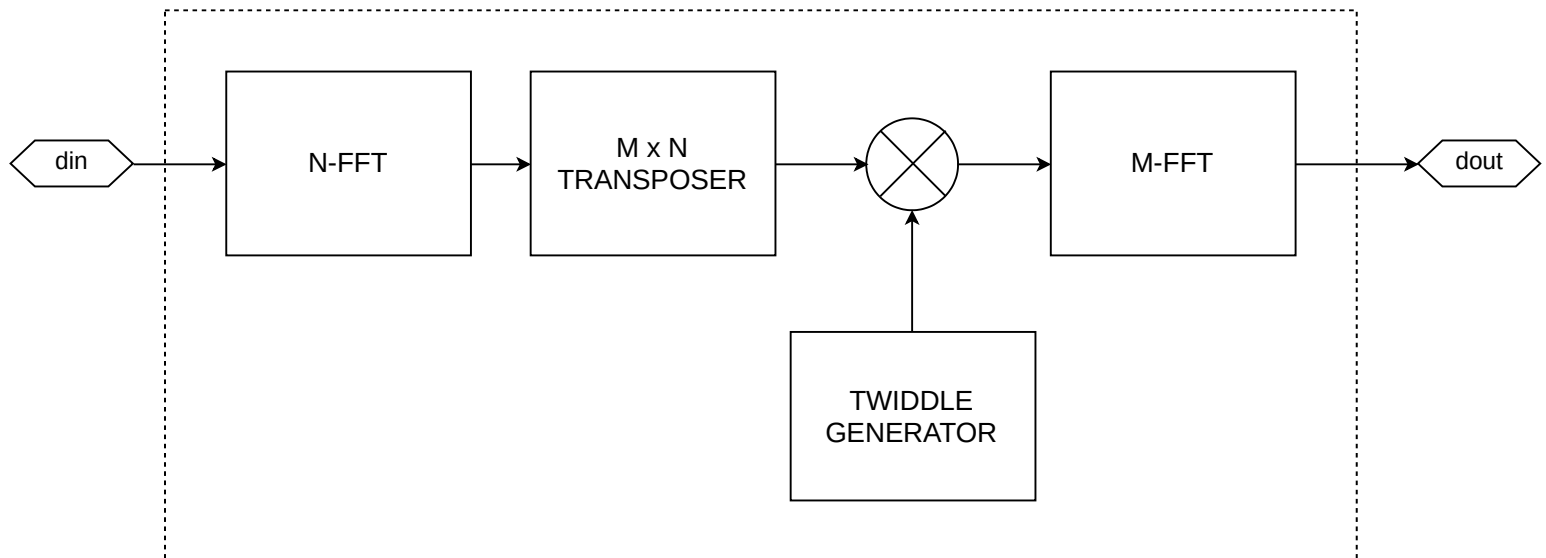 din
N-FFT
M x N
TRANSPOSER
M-FFT
dout
TWIDDLE
GENERATOR